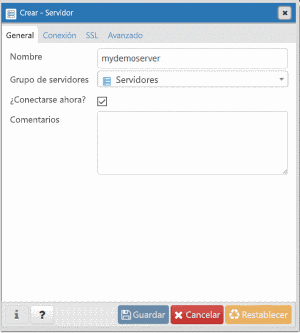 Crear - Servidor
General Conexión SSL Avanzado
Nombre mydemoserver
Grupo de servidores Servidores
¿Conectarse ahora?
Comentarios
i ? Guardar Cancelar Restablecer